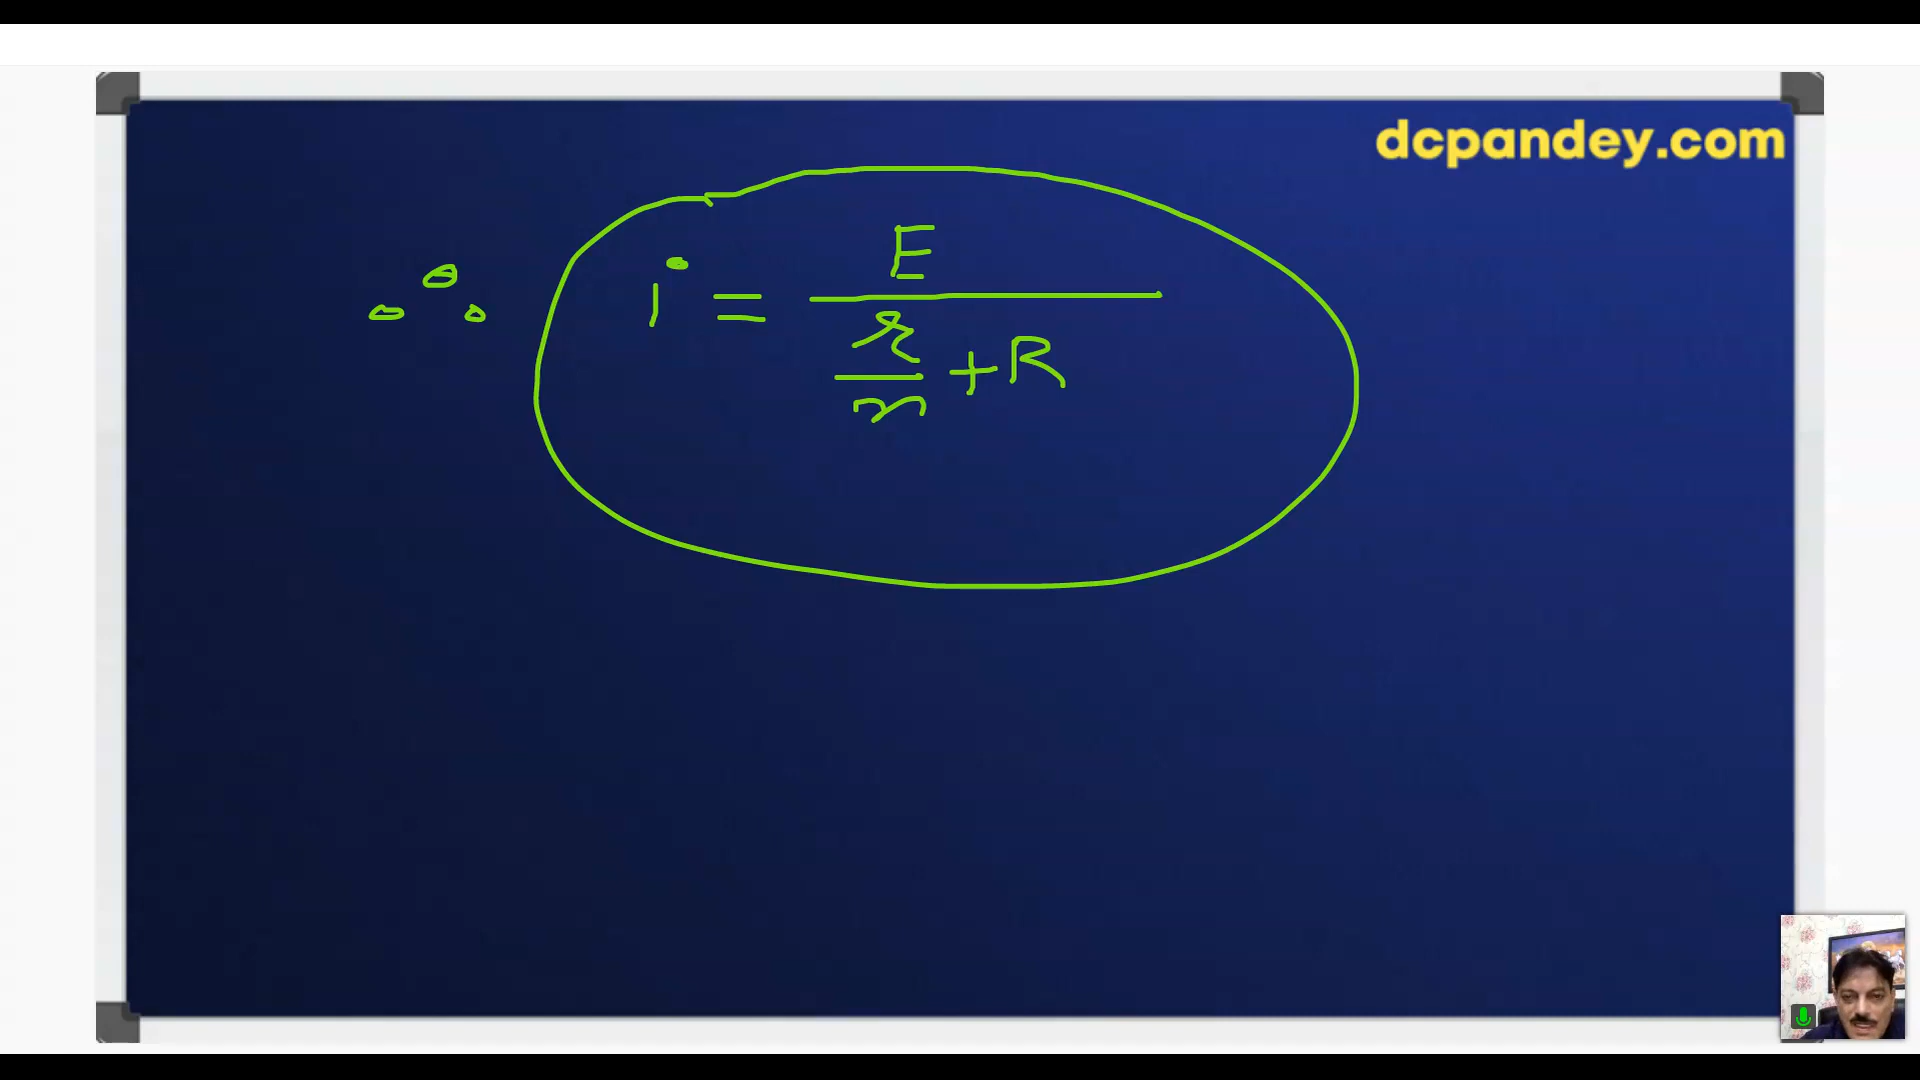 dcpandey.com
∴ i = E / (r/n + R)